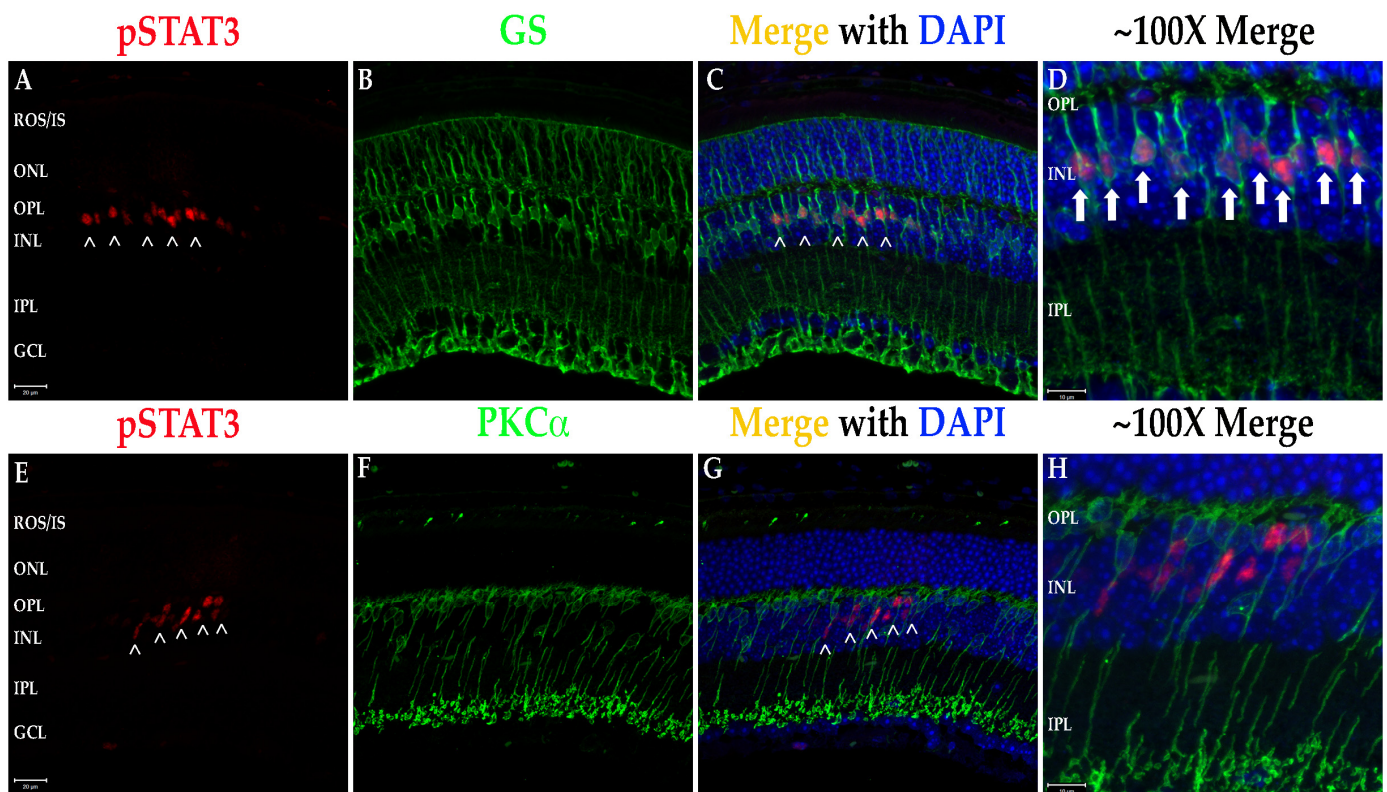 pSTAT3 GS Merge with DAPI ~100X Merge
A B C D
ROS/IS
ONL
OPL
INL
IPL
GCL
20 µm
OPL
INL
IPL
10 µm
pSTAT3 PKCα Merge with DAPI ~100X Merge
E F G H
ROS/IS
ONL
OPL
INL
IPL
GCL
20 µm
OPL
INL
IPL
10 µm